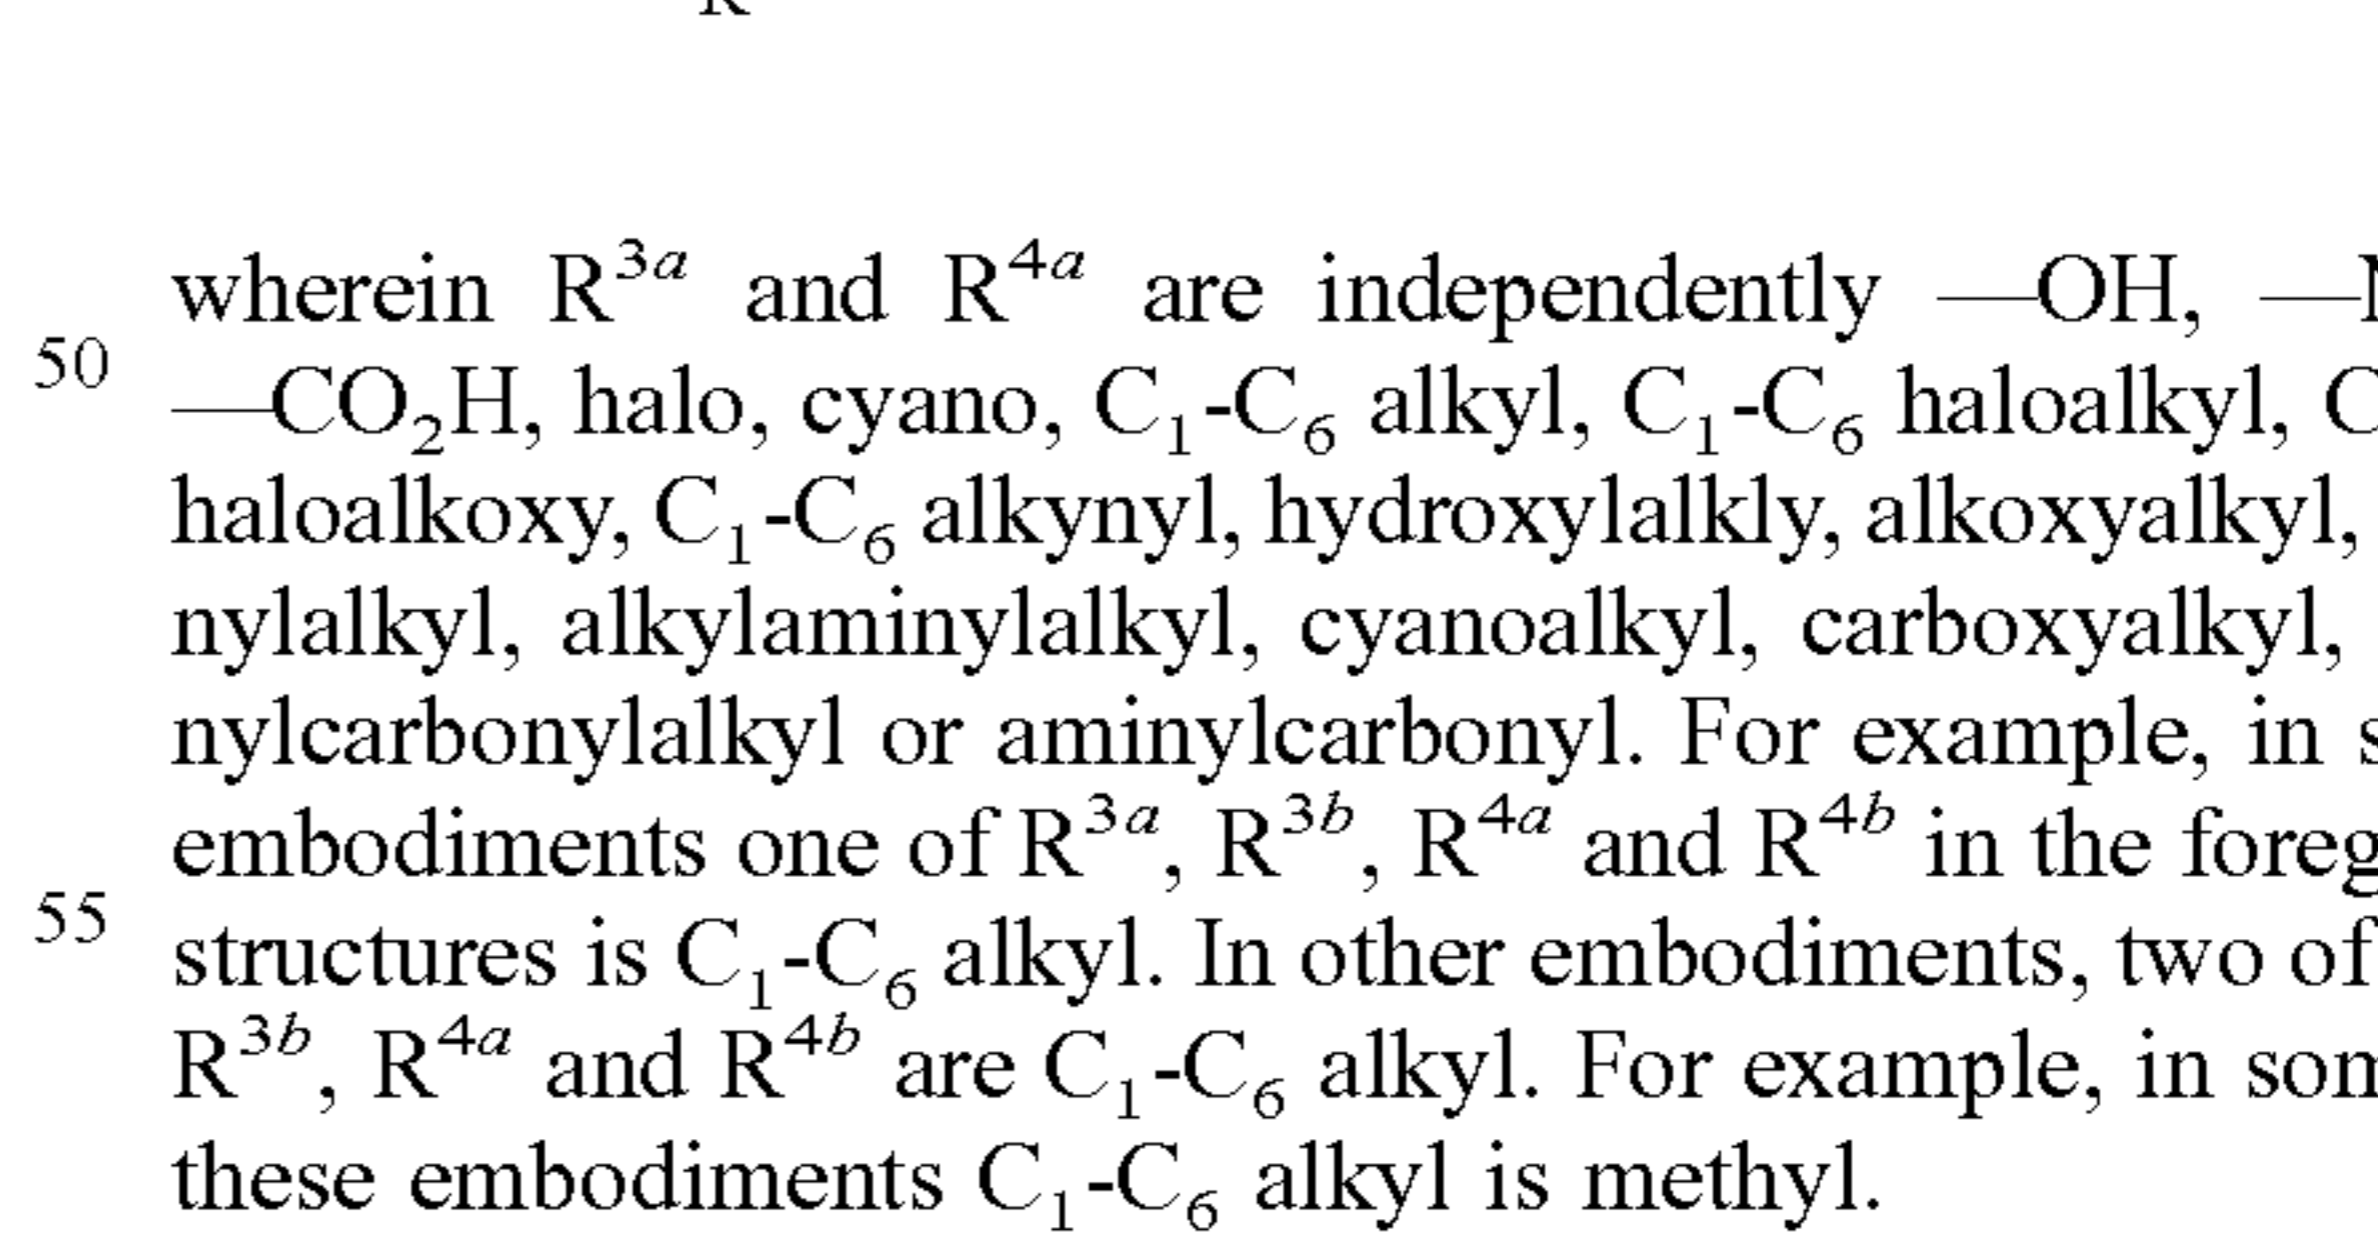 wherein R³ᵃ and R⁴ᵃ are independently —OH,
50
—CO₂H, halo, cyano, C₁-C₆ alkyl, C₁-C₆ haloalkyl,
haloalkoxy, C₁-C₆ alkynyl, hydroxylalkly, alkoxyalkyl,
nylalkyl, alkylaminylalkyl, cyanoalkyl, carboxyalkyl,
nylcarbonylalkyl or aminylcarbonyl. For example, in
embodiments one of R³ᵃ, R³ᵇ, R⁴ᵃ and R⁴ᵇ in the foreg
55
structures is C₁-C₆ alkyl. In other embodiments, two of
R³ᵇ, R⁴ᵃ and R⁴ᵇ are C₁-C₆ alkyl. For example, in som
these embodiments C₁-C₆ alkyl is methyl.